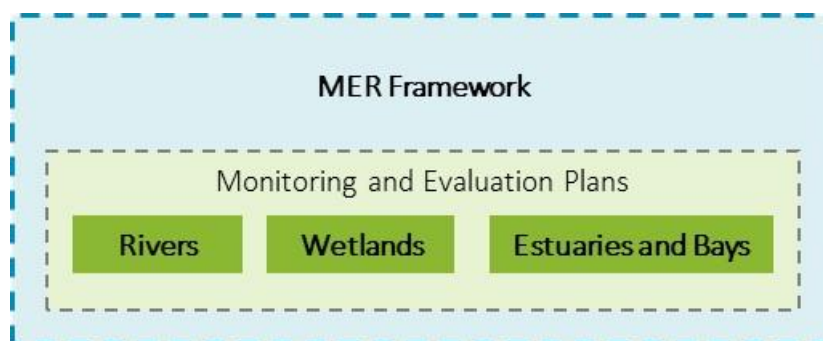 MER Framework
Monitoring and Evaluation Plans
Rivers
Wetlands
Estuaries and Bays